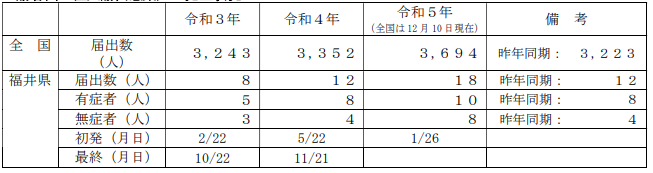 令和3年 令和4年 令和5年 備 考
(全国は12月10日現在)
全 国 届出数(人) 3,243 3,352 3,694 昨年同期: 3,223
福井県 届出数(人) 8 12 18 昨年同期: 12
有症者(人) 5 8 10 昨年同期: 8
無症者(人) 3 4 8 昨年同期: 4
初発(月日) 2/22 5/22 1/26
最終(月日) 10/22 11/21